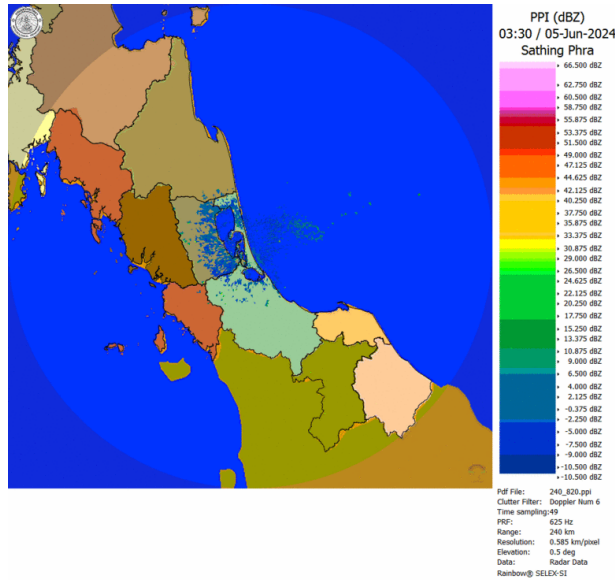 PPI (dBZ)
03:30 / 05-Jun-2024
Sathing Phra
66.500 dBZ
62.750 dBZ
60.500 dBZ
58.750 dBZ
55.875 dBZ
53.375 dBZ
51.500 dBZ
49.000 dBZ
47.125 dBZ
44.625 dBZ
42.125 dBZ
40.250 dBZ
37.750 dBZ
35.875 dBZ
33.375 dBZ
30.875 dBZ
29.000 dBZ
26.500 dBZ
24.625 dBZ
22.125 dBZ
20.250 dBZ
17.750 dBZ
15.250 dBZ
13.375 dBZ
10.875 dBZ
9.000 dBZ
6.500 dBZ
4.000 dBZ
2.125 dBZ
-0.375 dBZ
-2.250 dBZ
-5.000 dBZ
-7.500 dBZ
-9.000 dBZ
-10.500 dBZ
-10.500 dBZ
Pdf File: 240_820.ppi
Clutter Filter: Doppler Num 6
Time sampling:49
PRF: 625 Hz
Range: 240 km
Resolution: 0.585 km/pixel
Elevation: 0.5 deg
Data: Radar Data
Rainbow® SELEX-SI